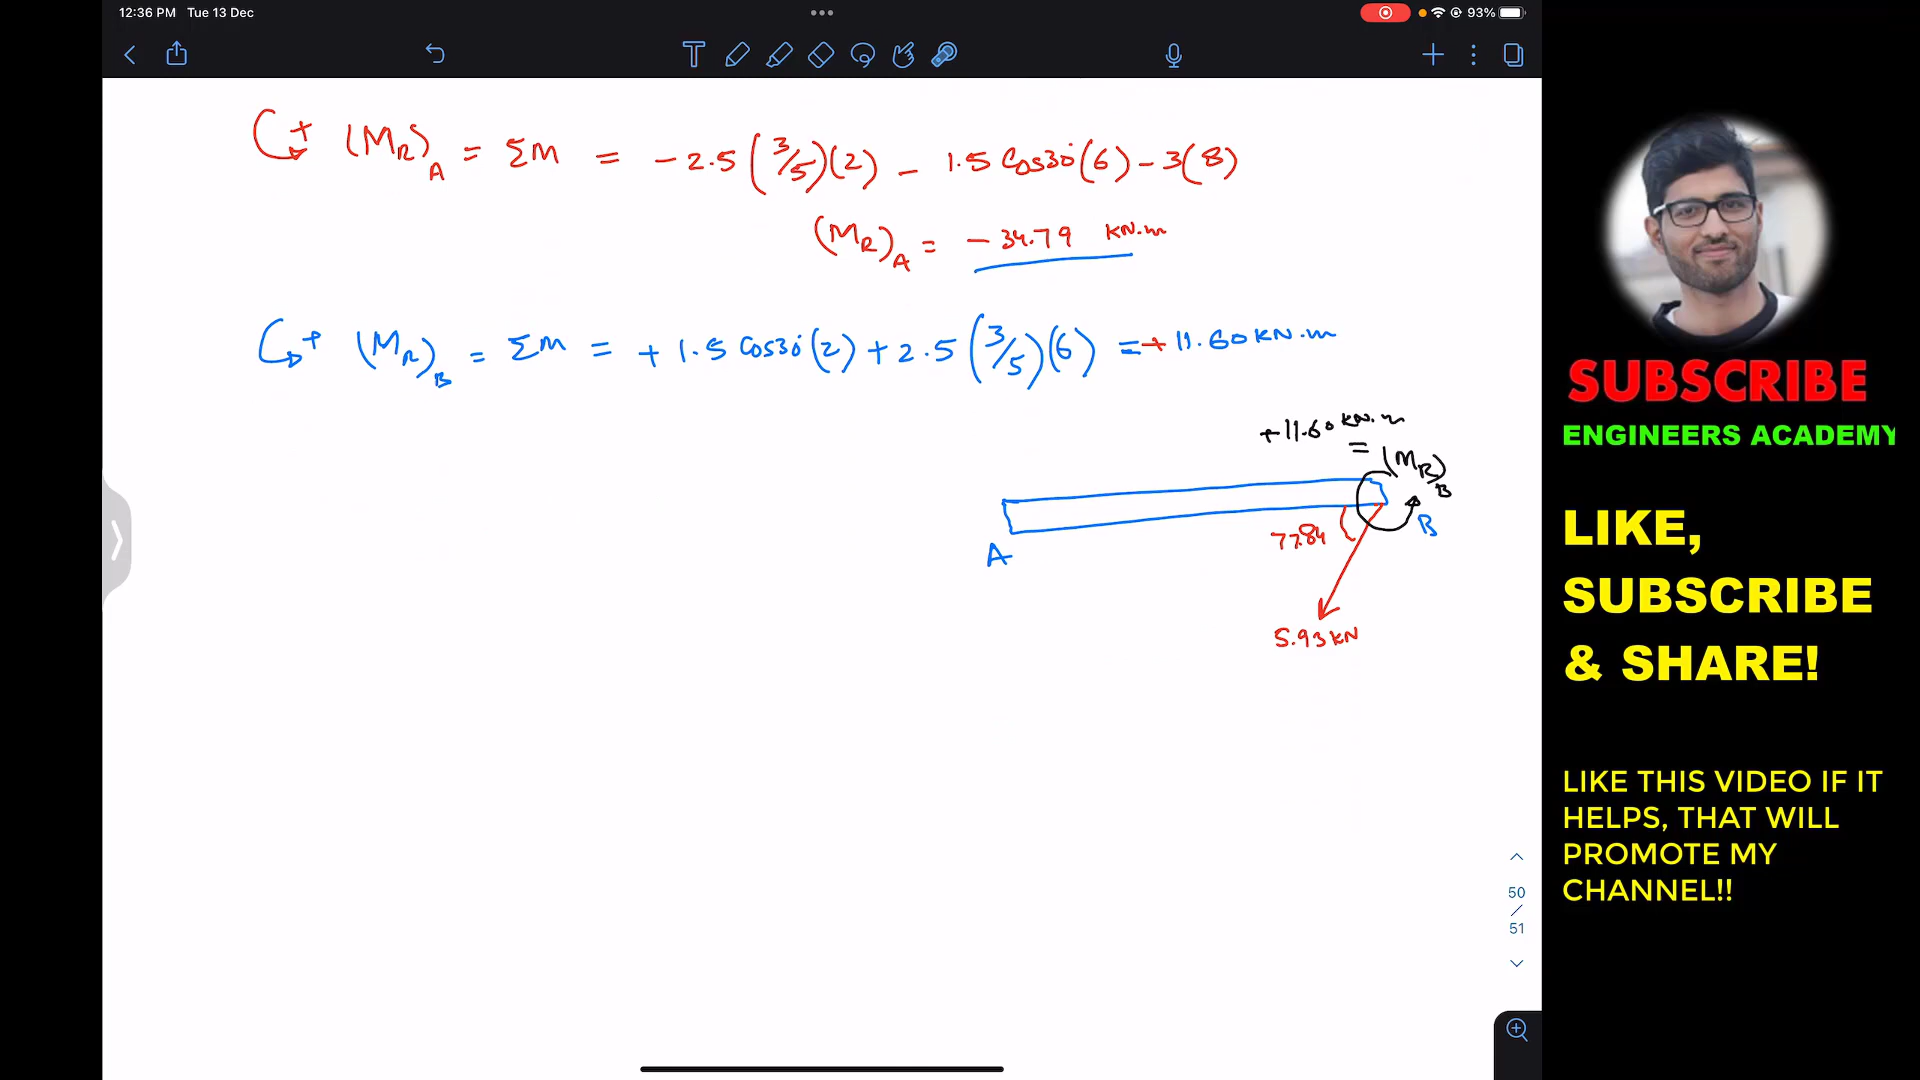 12:36 PM Tue 13 Dec
93%
+ (MR)A = ΣM = -2.5(3/5)(2) - 1.5 Cos30°(6) - 3(8)
(MR)A = -34.79 kN.m
+ (MR)B = ΣM = +1.5 Cos30°(2) + 2.5(3/5)(6) = +11.60 kN.m
+11.60 kN.m
= (MR)B
77.84
B
A
5.93 kN
50
/
51
SUBSCRIBE
ENGINEERS ACADEMY
LIKE,
SUBSCRIBE
& SHARE!
LIKE THIS VIDEO IF IT
HELPS, THAT WILL
PROMOTE MY
CHANNEL!!